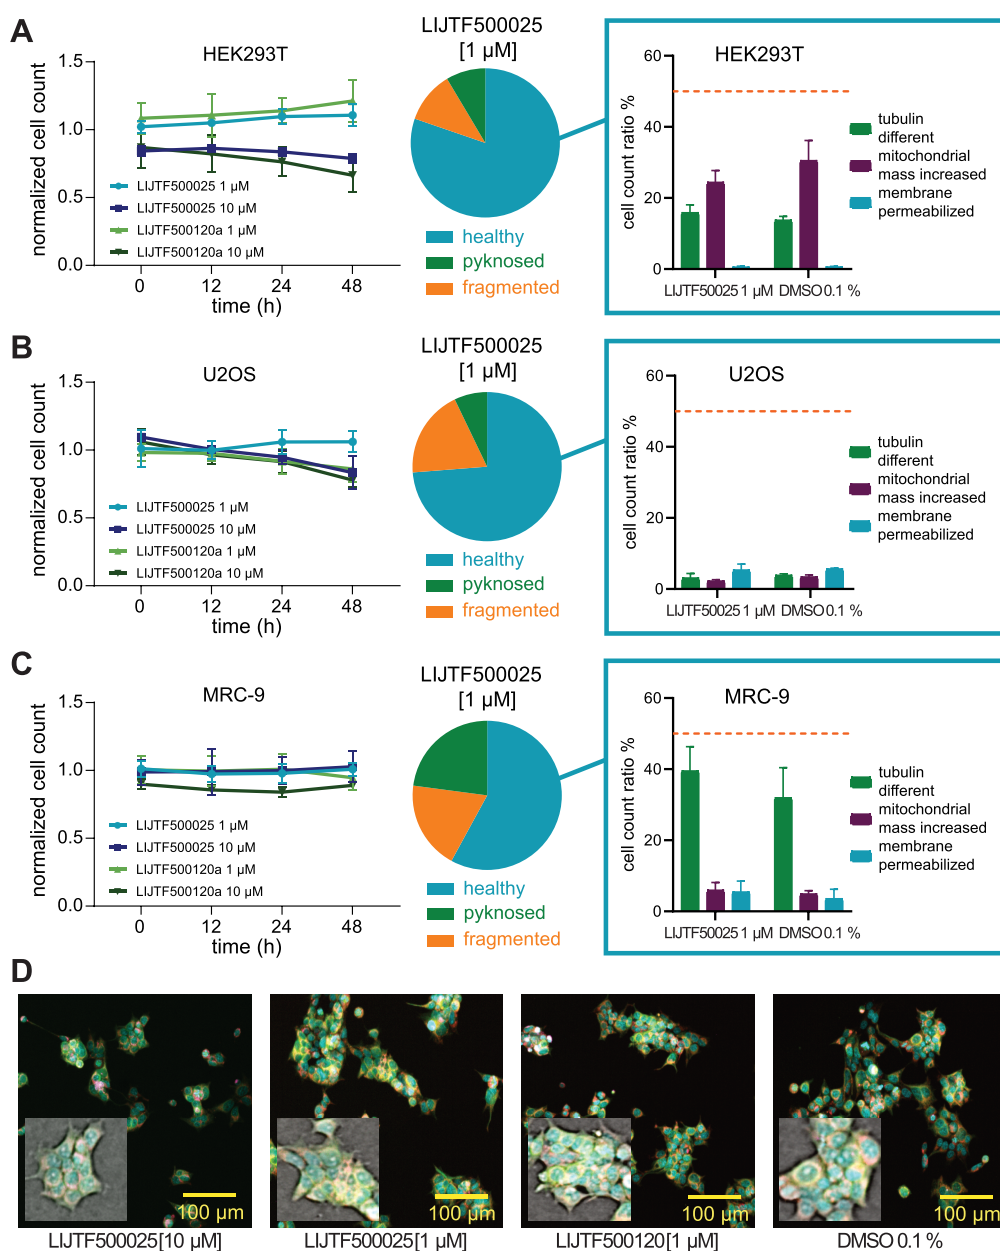 A
HEK293T
normalized cell count
1.5
1.0
0.5
0.0
LIJTF500025 1 µM
LIJTF500025 10 µM
LIJTF500120a 1 µM
LIJTF500120a 10 µM
0
12
24
48
time (h)
LIJTF500025
[1 µM]
healthy
pyknosed
fragmented
HEK293T
cell count ratio %
60
40
20
0
tubulin
different
mitochondrial
mass increased
membrane
permeabilized
LIJTF50025 1 µM DMSO 0.1 %
B
U2OS
normalized cell count
1.5
1.0
0.5
0.0
LIJTF500025 1 µM
LIJTF500025 10 µM
LIJTF500120a 1 µM
LIJTF500120a 10 µM
0
12
24
48
time (h)
LIJTF500025
[1 µM]
healthy
pyknosed
fragmented
U2OS
cell count ratio %
60
40
20
0
tubulin
different
mitochondrial
mass increased
membrane
permeabilized
LIJTF50025 1 µM DMSO 0.1 %
C
MRC-9
normalized cell count
1.5
1.0
0.5
0.0
LIJTF500025 1 µM
LIJTF500025 10 µM
LIJTF500120a 1 µM
LIJTF500120a 10 µM
0
12
24
48
time (h)
LIJTF500025
[1 µM]
healthy
pyknosed
fragmented
MRC-9
cell count ratio %
60
40
20
0
tubulin
different
mitochondrial
mass increased
membrane
permeabilized
LIJTF50025 1 µM DMSO 0.1 %
D
100 µm
100 µm
100 µm
100 µm
LIJTF500025[10 µM]
LIJTF500025[1 µM]
LIJTF500120[1 µM]
DMSO 0.1 %